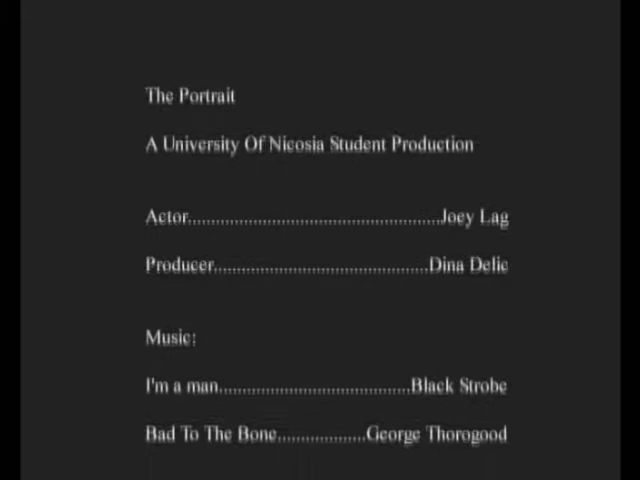 The Portrait
A University Of Nicosia Student Production
Actor...........................................Joey Lag
Producer.....................................Dina Delic
Music:
I'm a man.................................Black Strobe
Bad To The Bone...............George Thorogood